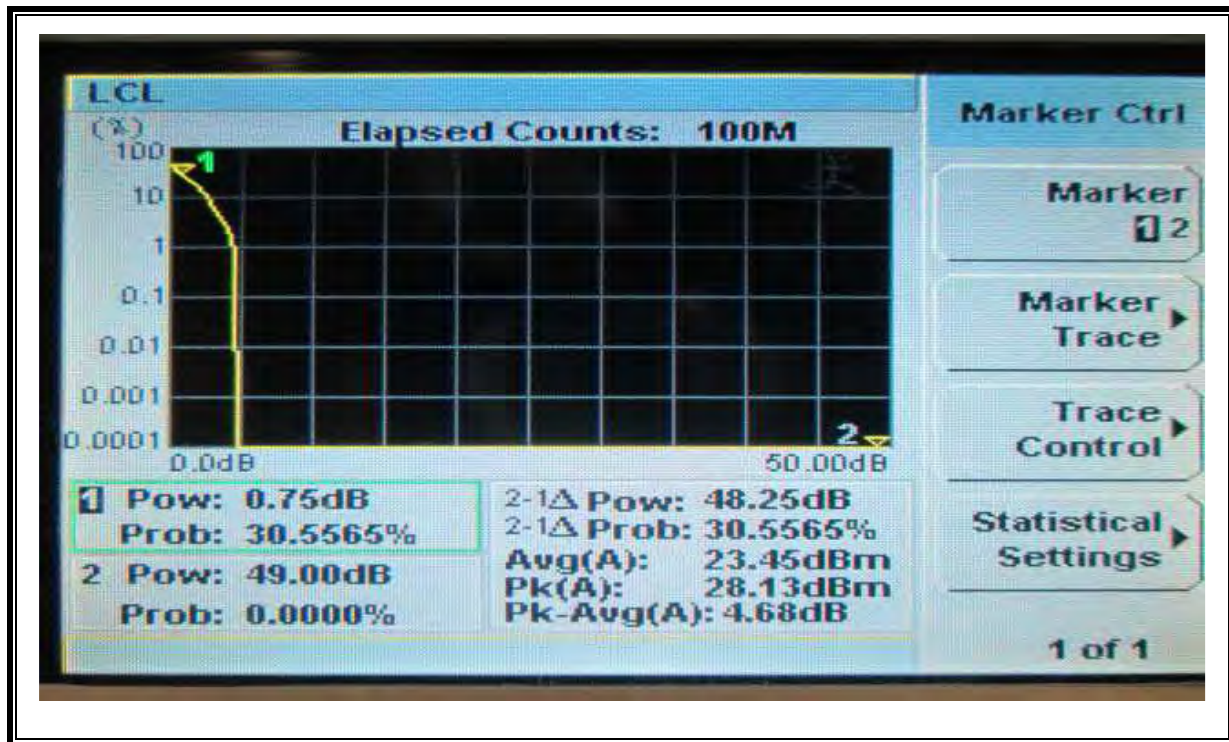 LCL
(%)
Elapsed Counts: 100M
100
1
10
1
0.1
0.01
0.001
0.0001
2
0.0dB
50.00dB
1 Pow: 0.75dB
Prob: 30.5565%
2 Pow: 49.00dB
Prob: 0.0000%
2-1Δ Pow: 48.25dB
2-1Δ Prob: 30.5565%
Avg(A): 23.45dBm
Pk(A): 28.13dBm
Pk-Avg(A): 4.68dB
Marker Ctrl
Marker
1 2
Marker
Trace
Trace
Control
Statistical
Settings
1 of 1